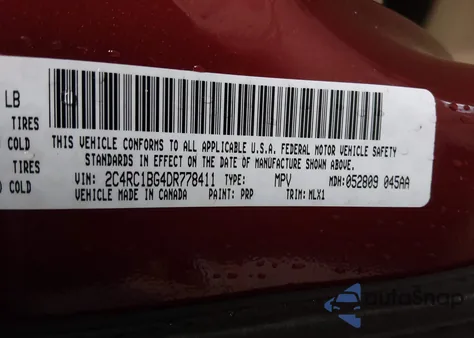 LB
TIRES
COLD
TIRES
COLD
THIS VEHICLE CONFORMS TO ALL APPLICABLE U.S.A. FEDERAL MOTOR VEHICLE SAFETY
STANDARDS IN EFFECT ON THE DATE OF MANUFACTURE SHOWN ABOVE.
VIN: 2C4RC1BG4DR778411 TYPE: MPV MDH: 052809 045AA
VEHICLE MADE IN CANADA PAINT: PRP TRIM: MLX1
autoSnap